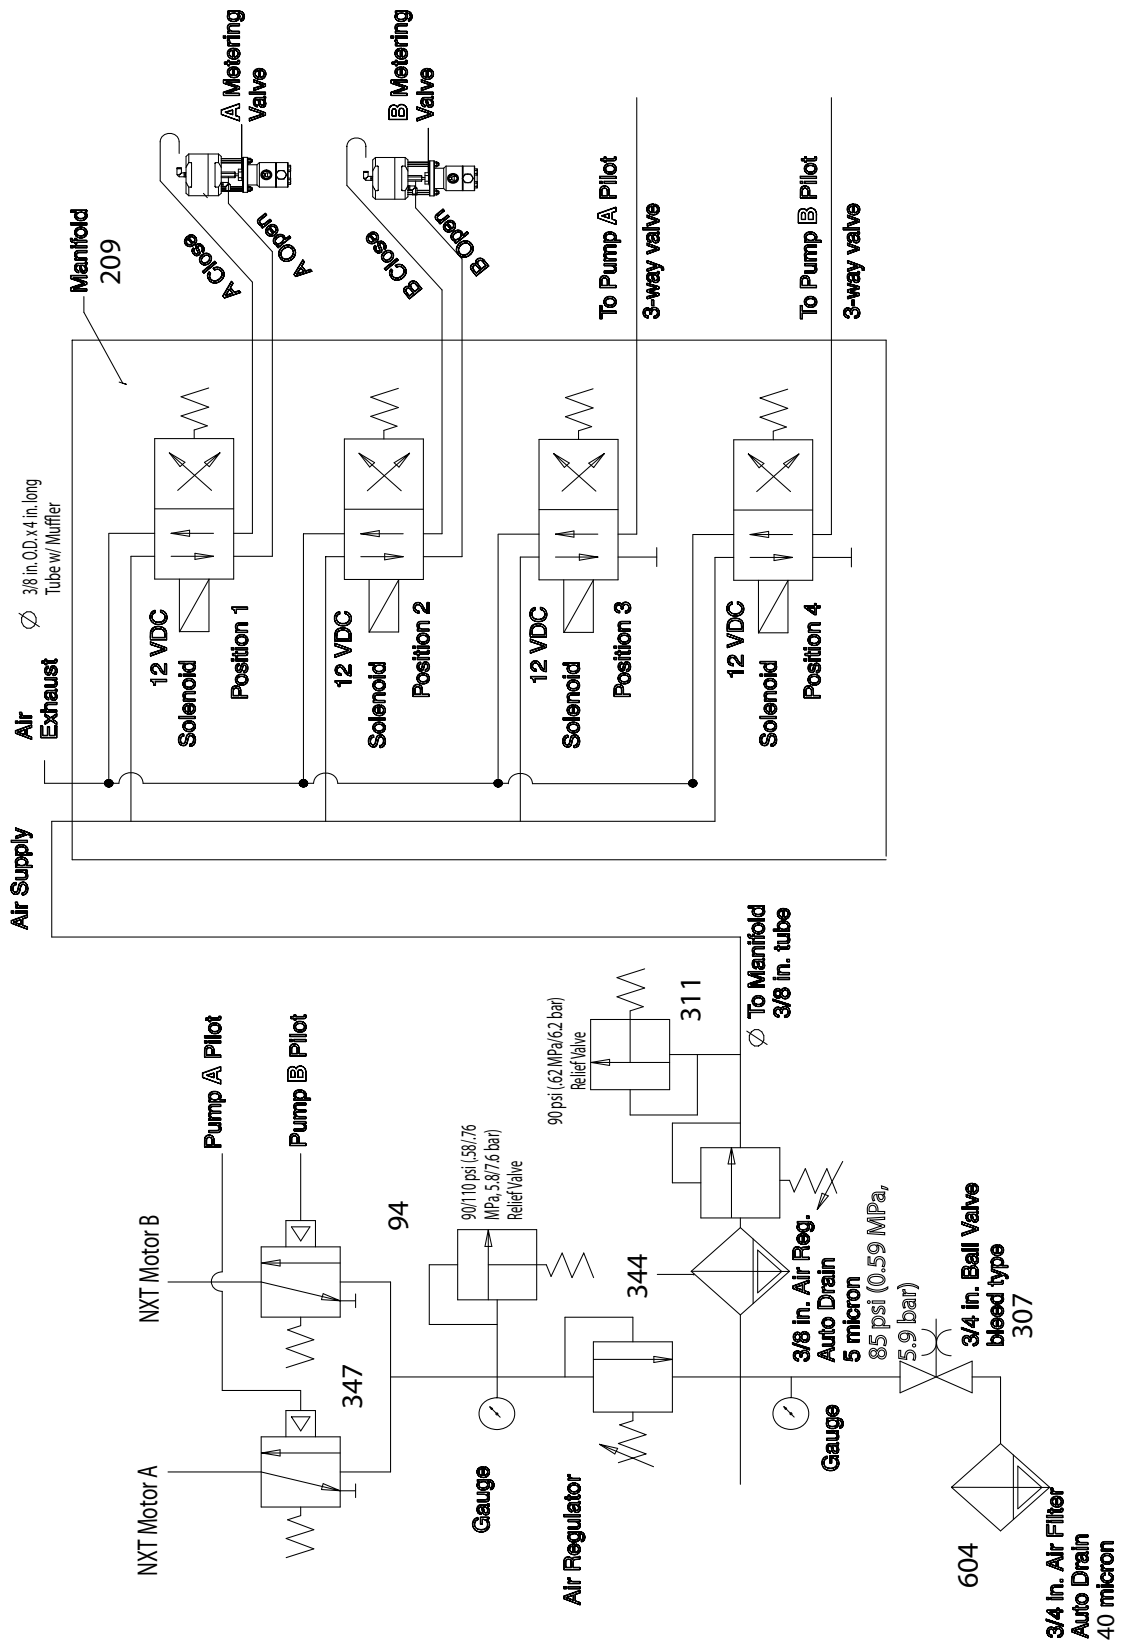 Air
Exhaust
Ø 3/8 in. O.D. x 4 in. long
Tube w/ Muffler
Manifold
209
Air Supply
12 VDC
Solenoid
Position 1
A Close
A Open
A Metering
Valve
12 VDC
Solenoid
Position 2
B Close
B Open
B Metering
Valve
12 VDC
Solenoid
Position 3
To Pump A Pilot
3-way valve
12 VDC
Solenoid
Position 4
To Pump B Pilot
3-way valve
NXT Motor A
NXT Motor B
Pump A Pilot
Pump B Pilot
347
94
90/110 psi (.58/.76
MPa, 5.8/7.6 bar)
Relief Valve
90 psi (.62 MPa/6.2 bar)
Relief Valve
311
Gauge
Air Regulator
344
Ø To Manifold
3/8 in. tube
3/8 in. Air Reg.
Auto Drain
5 micron
85 psi (0.59 MPa,
5.9 bar)
Gauge
3/4 in. Ball Valve
bleed type
307
604
3/4 in. Air Filter
Auto Drain
40 micron